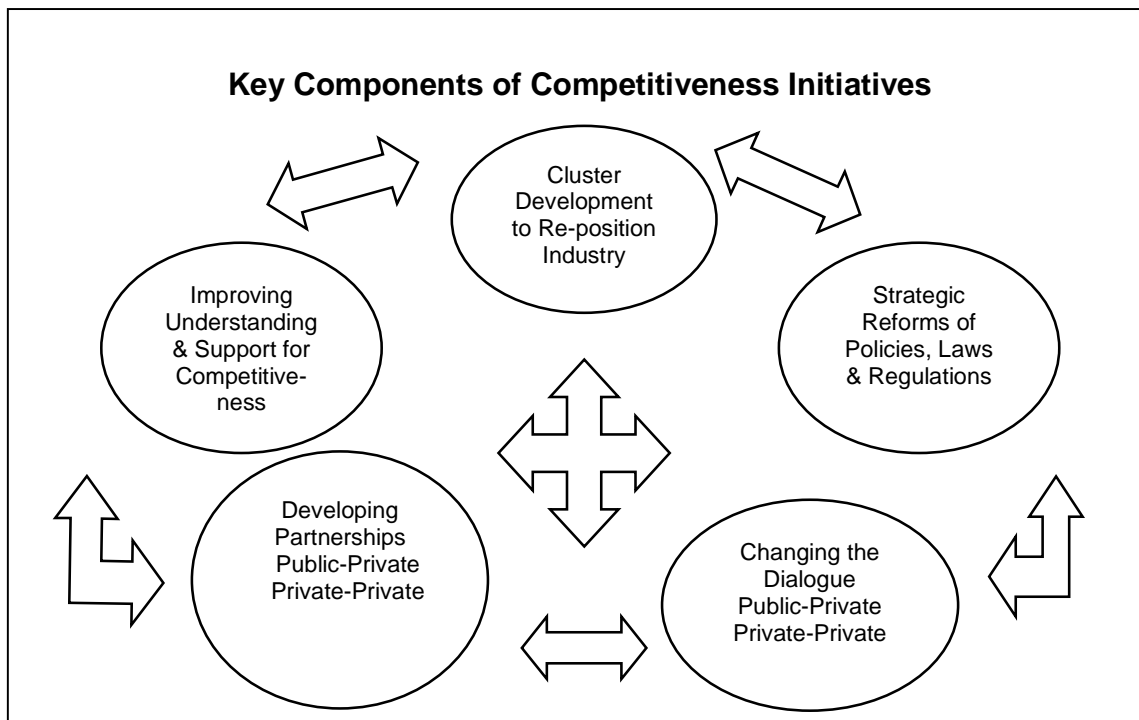 Key Components of Competitiveness Initiatives
Cluster
Development
to Re-position
Industry
Improving
Understanding
& Support for
Competitive-
ness
Strategic
Reforms of
Policies, Laws
& Regulations
Developing
Partnerships
Public-Private
Private-Private
Changing the
Dialogue
Public-Private
Private-Private